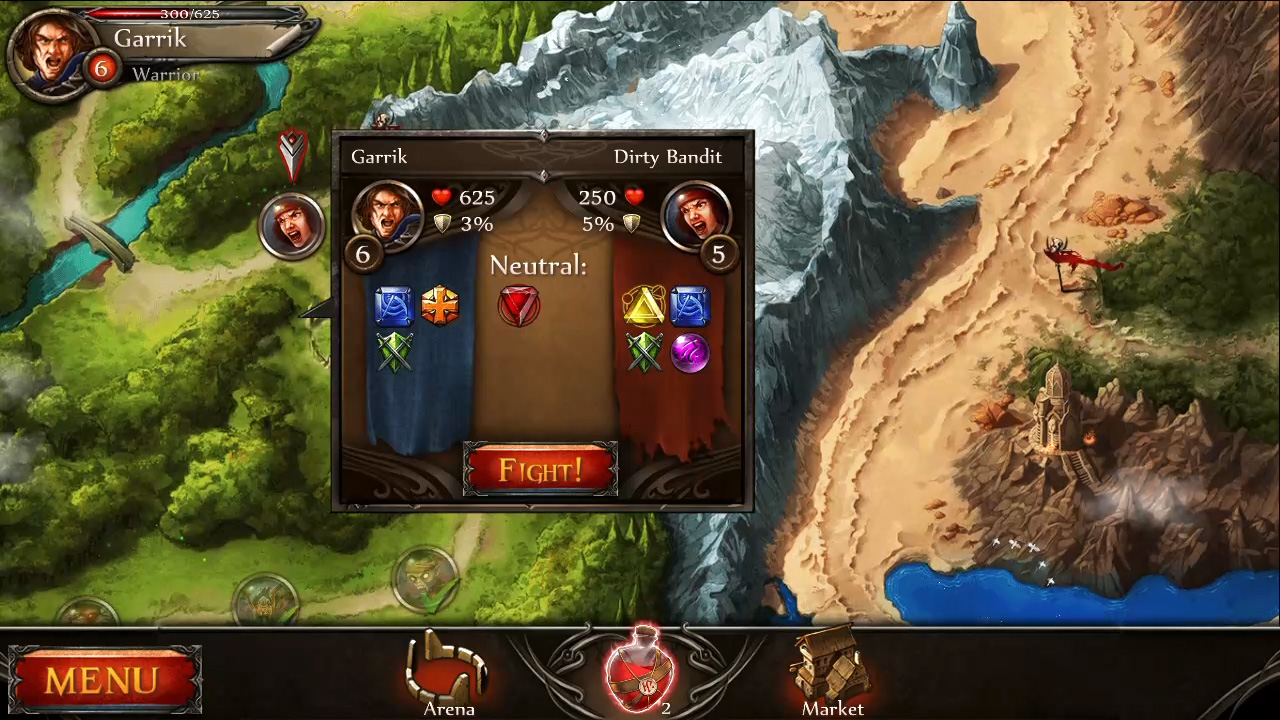 300/625
Garrik
6
Warrior
Garrik Dirty Bandit
625 250
3% 5%
6 5
Neutral:
Fight!
MENU
Arena
W
2
Market